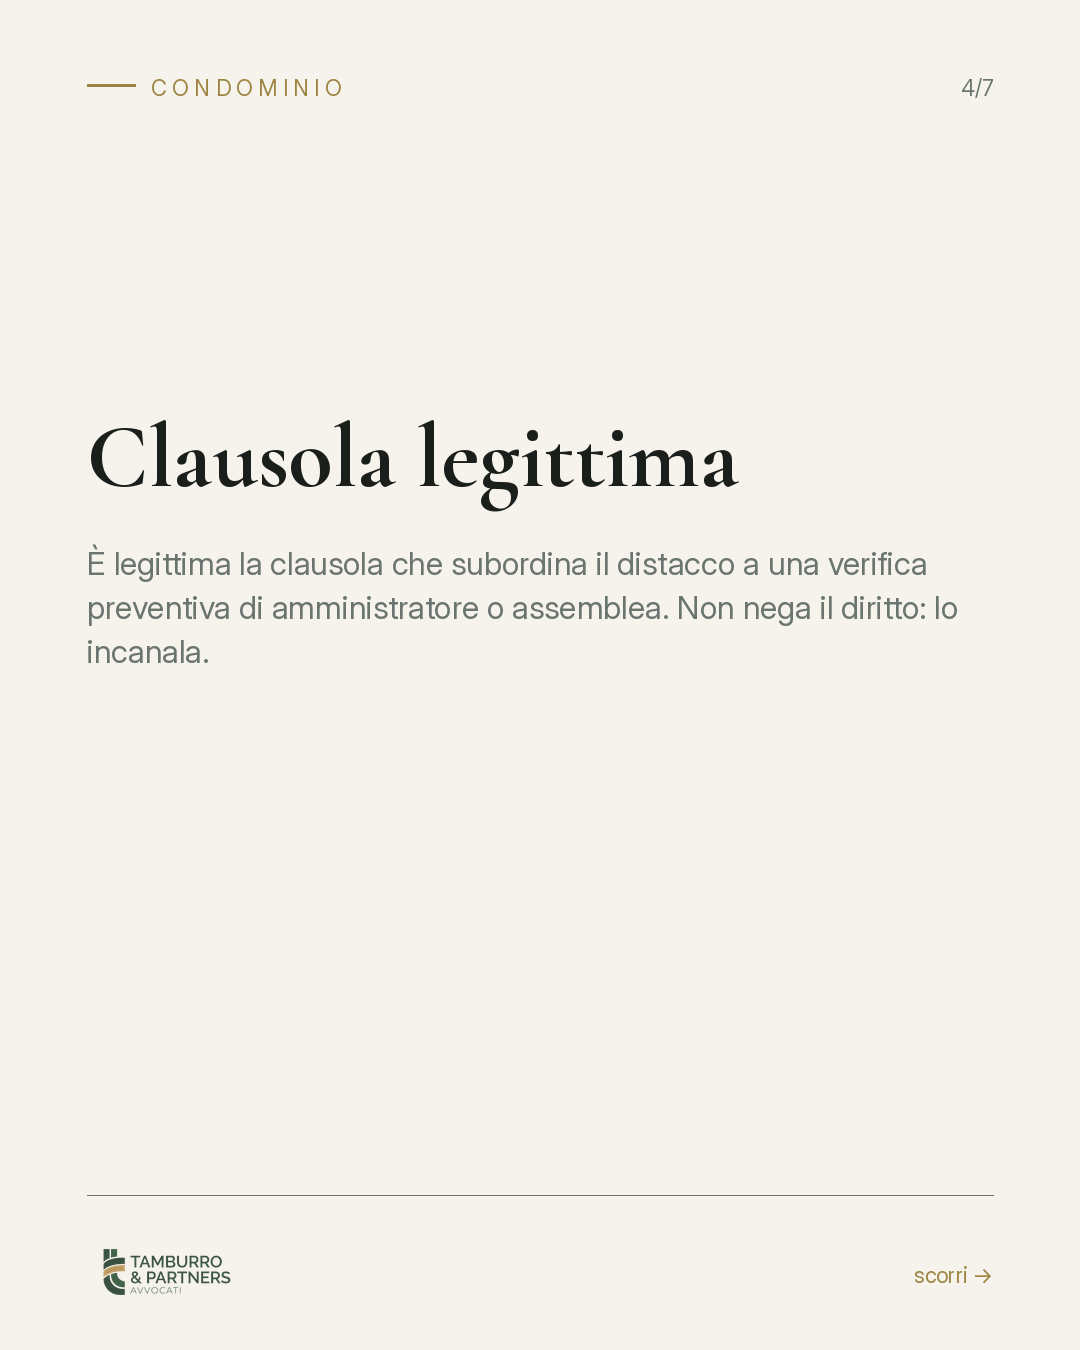 CONDOMINIO
4/7
Clausola legittima
È legittima la clausola che subordina il distacco a una verifica
preventiva di amministratore o assemblea. Non nega il diritto: lo
incanala.
TAMBURRO
& PARTNERS
AVVOCATI
scorri →